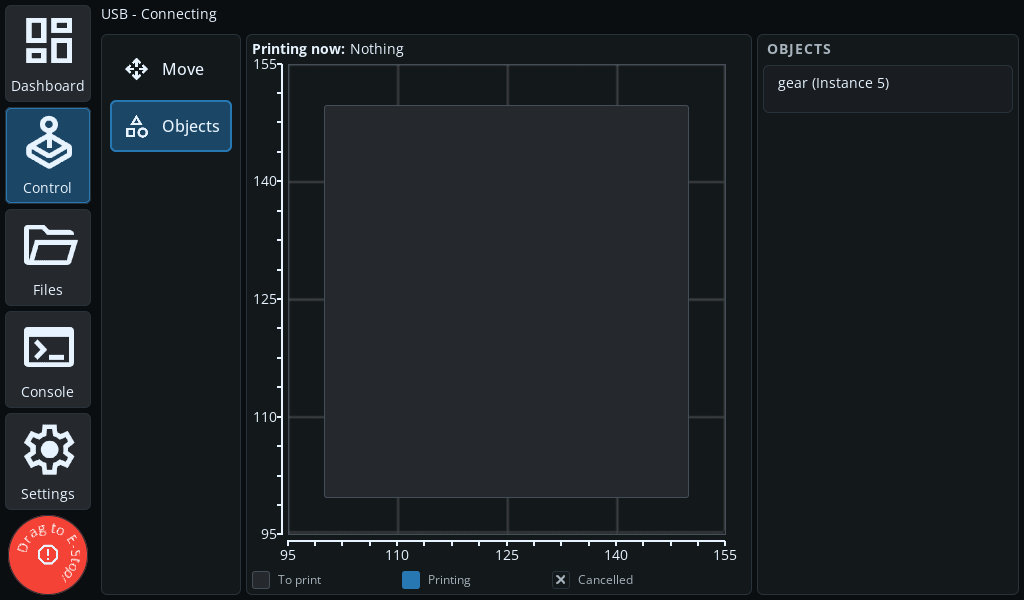 USB - Connecting
Dashboard
Control
Files
Console
Settings
Drag to E-Stop!
Move
Objects
Printing now: Nothing
155
140
125
110
95
95 110 125 140 155
To print Printing Cancelled
OBJECTS
gear (Instance 5)